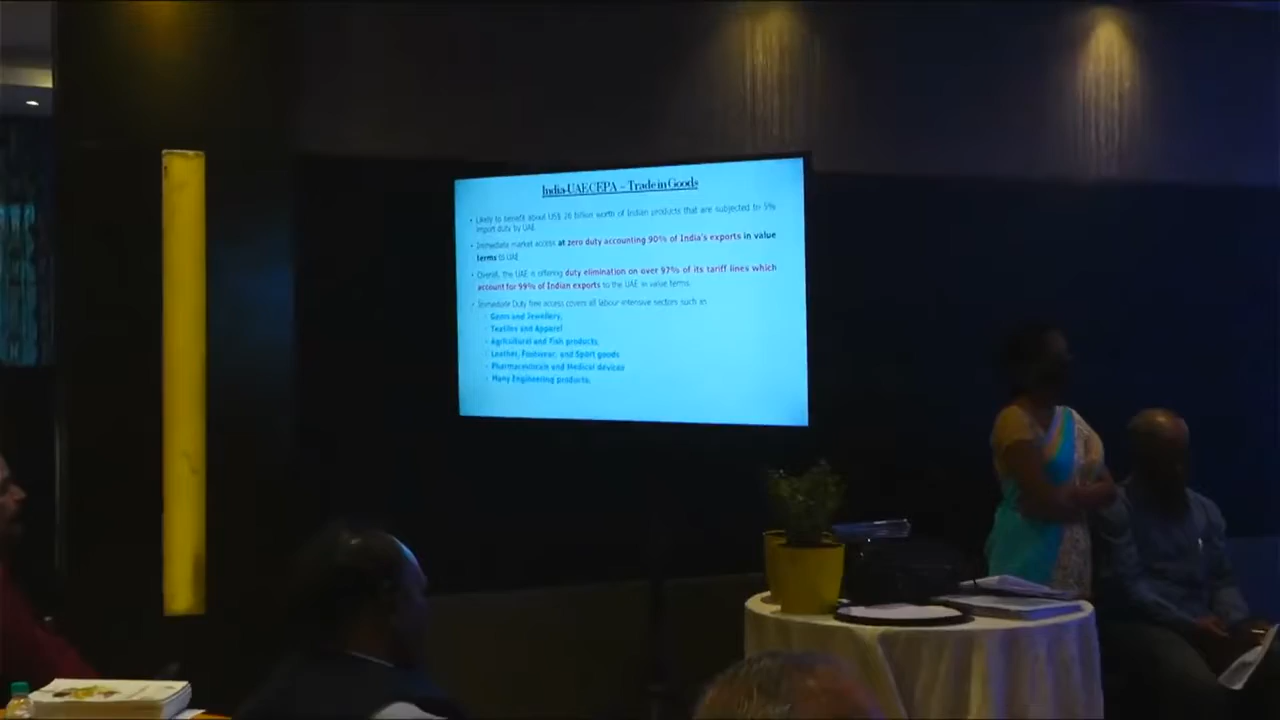 India-UAE CEPA – Trade in Goods
• Likely to benefit about US$ 26 billion worth of Indian products that are subjected to 5%
import duty by UAE
• Immediate market access at zero duty accounting 90% of India's exports in value
terms to UAE
• Overall, the UAE is offering duty elimination on over 97% of its tariff lines which
account for 99% of Indian exports to the UAE in value terms.
• Immediate Duty free access covers all labour intensive sectors such as
- Gems and Jewellery,
- Textiles and Apparel
- Agricultural and Fish products,
- Leather, Footwear, and Sport goods
- Pharmaceuticals and Medical devices
- Many Engineering products.